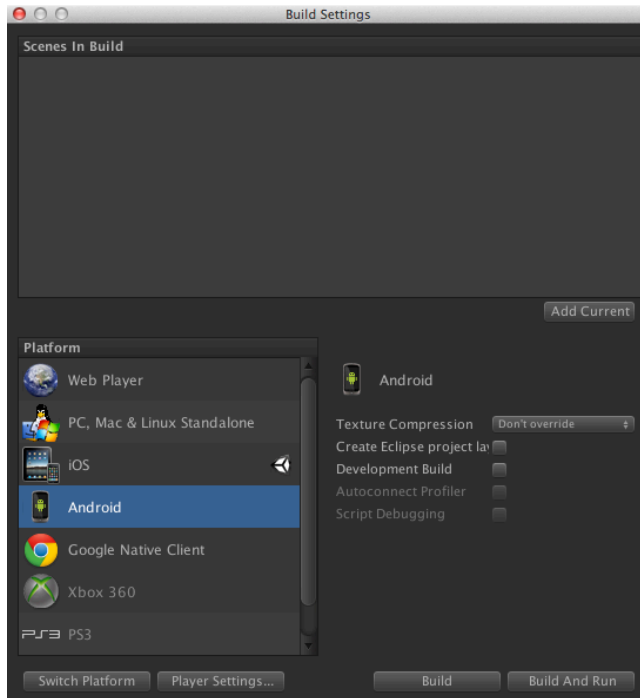 Build Settings
Scenes In Build
Add Current
Platform
Web Player
PC, Mac & Linux Standalone
iOS
Android
Google Native Client
Xbox 360
PS3 PS3
Android
Texture Compression Don't override
Create Eclipse project lay
Development Build
Autoconnect Profiler
Script Debugging
Switch Platform Player Settings... Build Build And Run